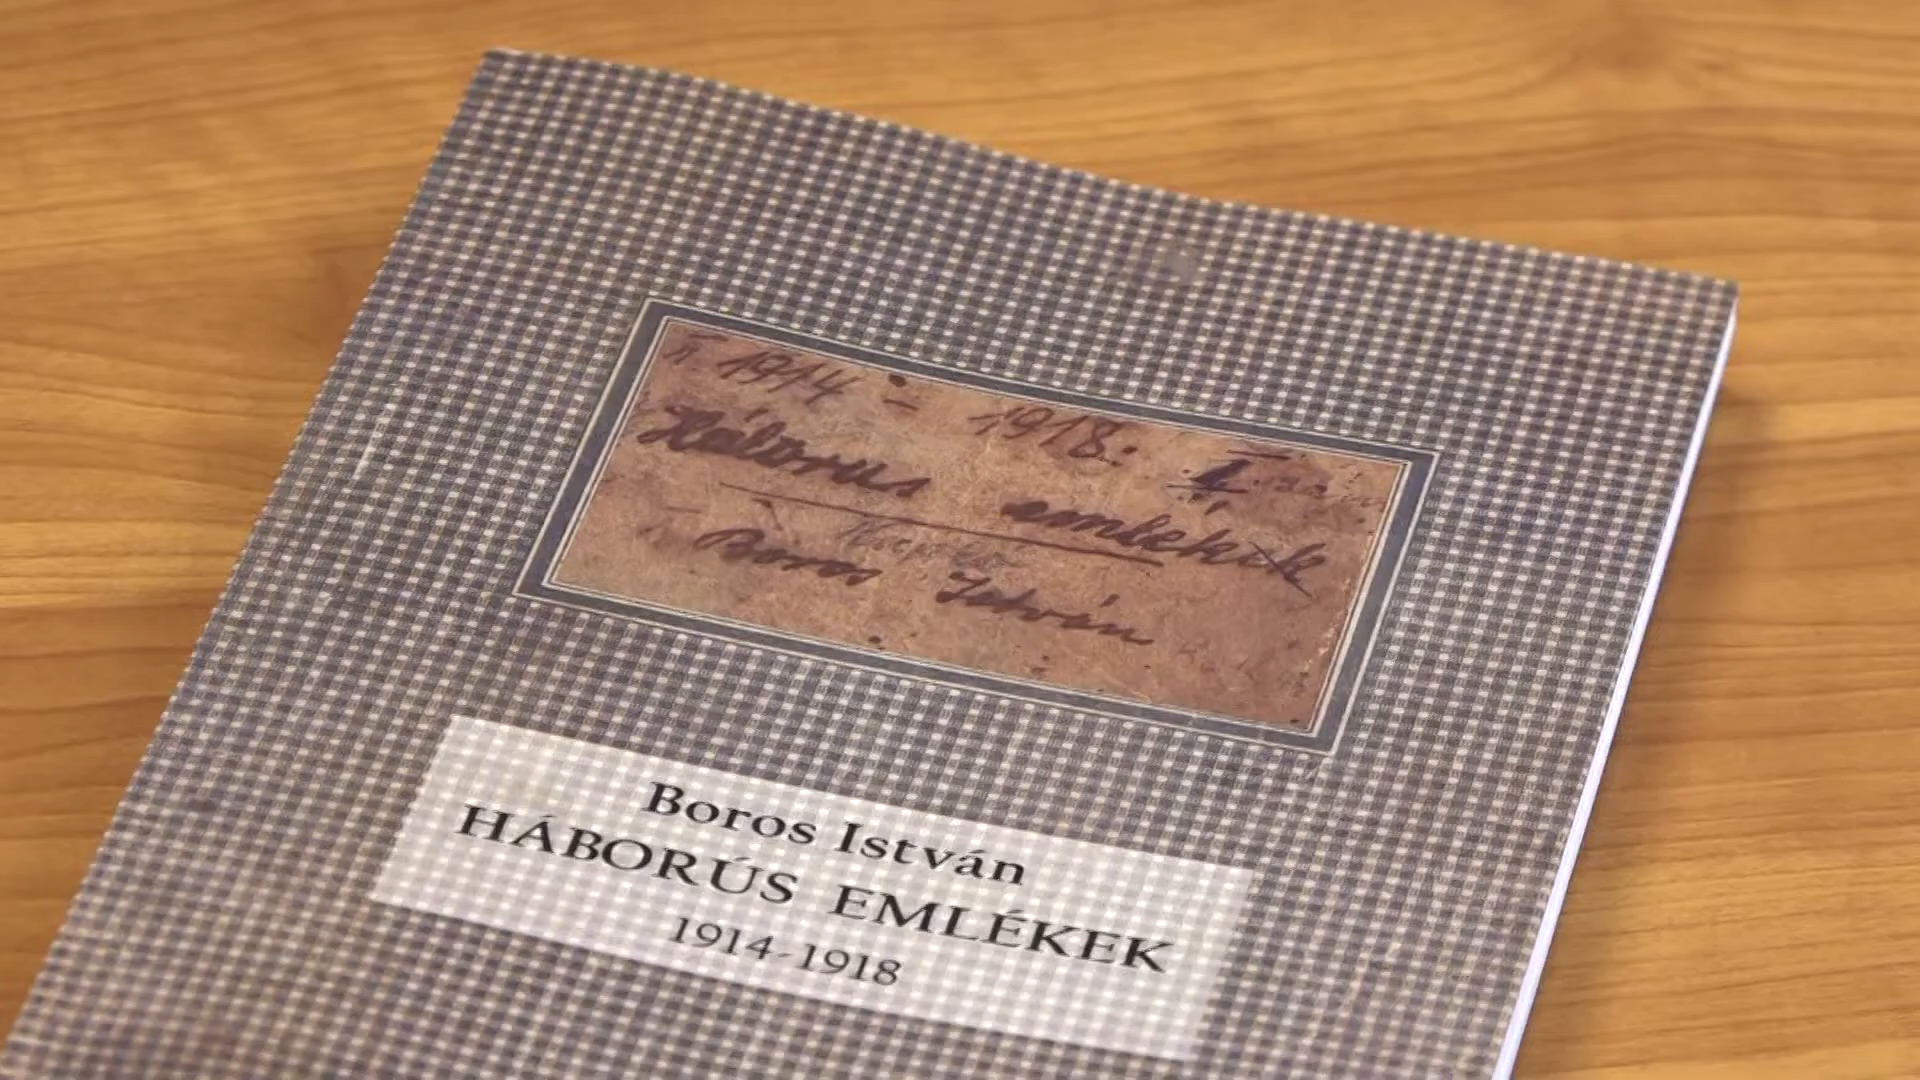 1914 - 1918. I.
Háborus emlékek
Boros István
Boros István
HÁBORÚS EMLÉKEK
1914-1918